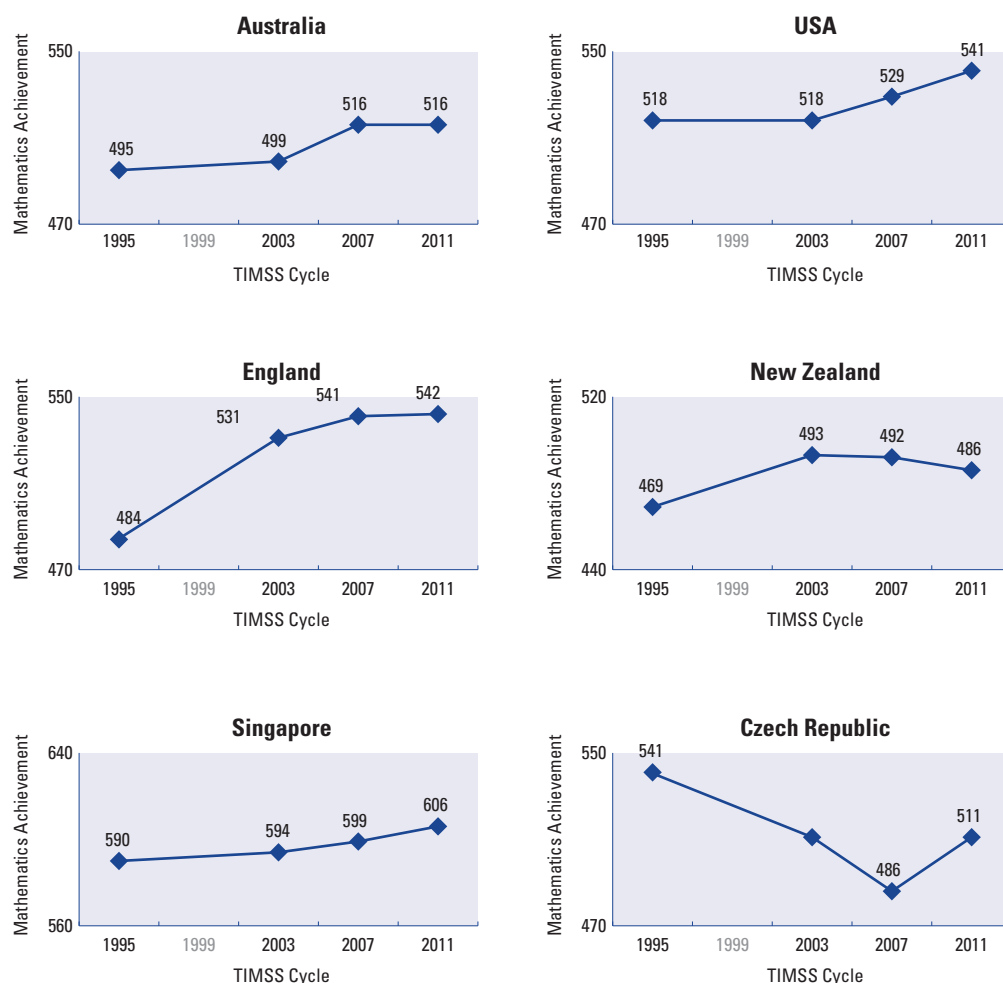 Australia
Mathematics Achievement
550
495
499
516
516
470
1995 1999 2003 2007 2011
TIMSS Cycle
USA
Mathematics Achievement
550
518
518
529
541
470
1995 1999 2003 2007 2011
TIMSS Cycle
England
Mathematics Achievement
550
484
531
541
542
470
1995 1999 2003 2007 2011
TIMSS Cycle
New Zealand
Mathematics Achievement
520
469
493
492
486
440
1995 1999 2003 2007 2011
TIMSS Cycle
Singapore
Mathematics Achievement
640
590
594
599
606
560
1995 1999 2003 2007 2011
TIMSS Cycle
Czech Republic
Mathematics Achievement
550
541
486
511
470
1995 1999 2003 2007 2011
TIMSS Cycle